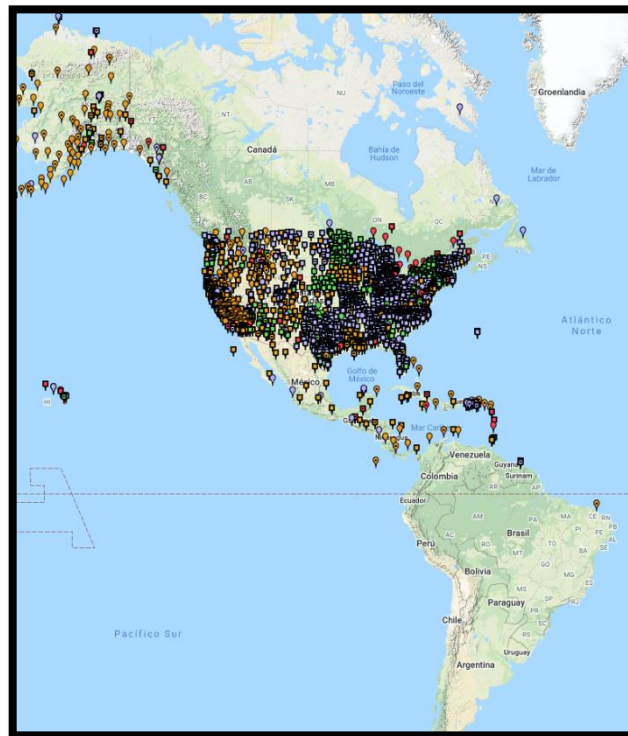 Groenlandia
Paso del
Noroeste
NU
NT
Canadá
Bahía de
Hudson
Mar de
Labrador
BC
AB
SK
MB
ON
QC
PE
NS
Atlántico
Norte
Golfo de
México
México
HI
Mar Cari
Venezuela
Guyana
Surinam
Colombia
Ecuador
RR
AP
AM
PA
MA
CE
RN
PB
PI
PE
AL
SE
AC
RO
TO
BA
Perú
Brasil
MT
GO
Bolivia
MG
ES
MS
SP
RJ
Paraguay
PR
Chile
SC
RS
Uruguay
Pacífico Sur
Argentina